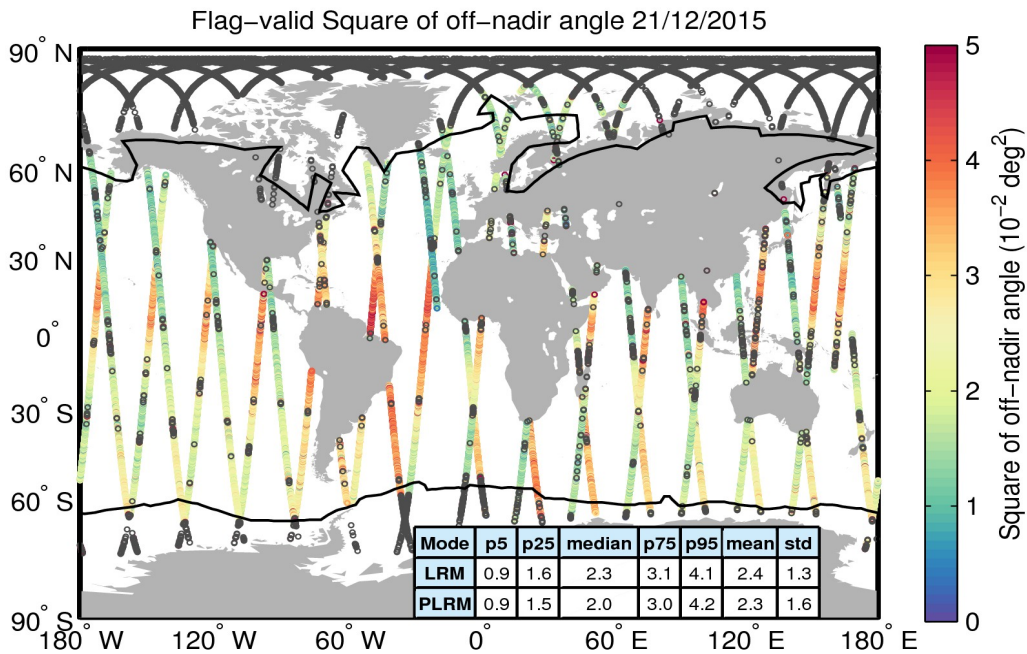 Flag−valid Square of off−nadir angle 21/12/2015
90° N
60° N
30° N
0°
30° S
60° S
90° S
180° W
120° W
60° W
0°
60° E
120° E
180° E
Mode p5 p25 median p75 p95 mean std
LRM 0.9 1.6 2.3 3.1 4.1 2.4 1.3
PLRM 0.9 1.5 2.0 3.0 4.2 2.3 1.6
5
4
3
2
1
0
Square of off−nadir angle (10⁻² deg²)